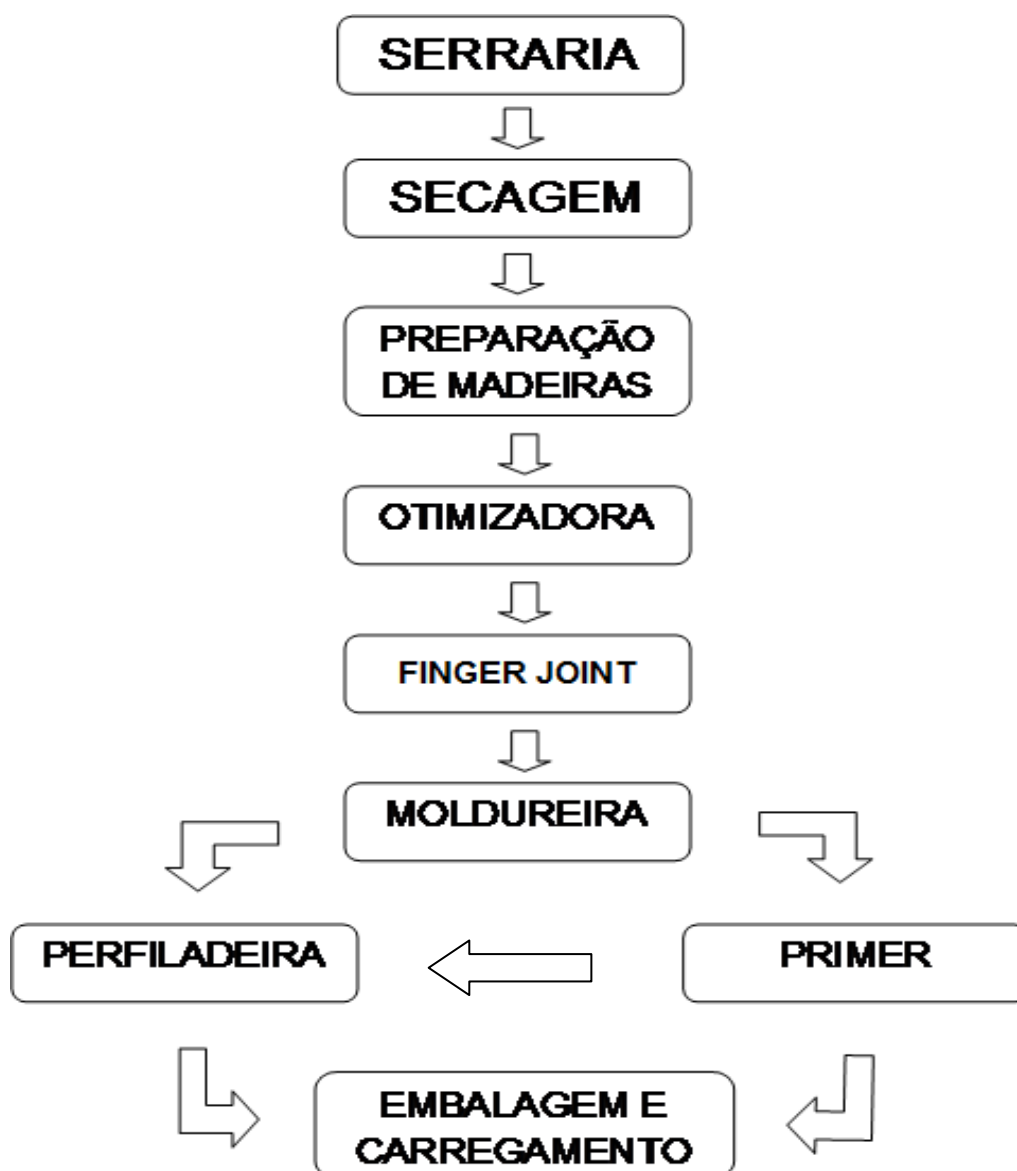 SERRARIA
SECAGEM
PREPARAÇÃO
DE MADEIRAS
OTIMIZADORA
FINGER JOINT
MOLDUREIRA
PERFILADEIRA
PRIMER
EMBALAGEM E
CARREGAMENTO